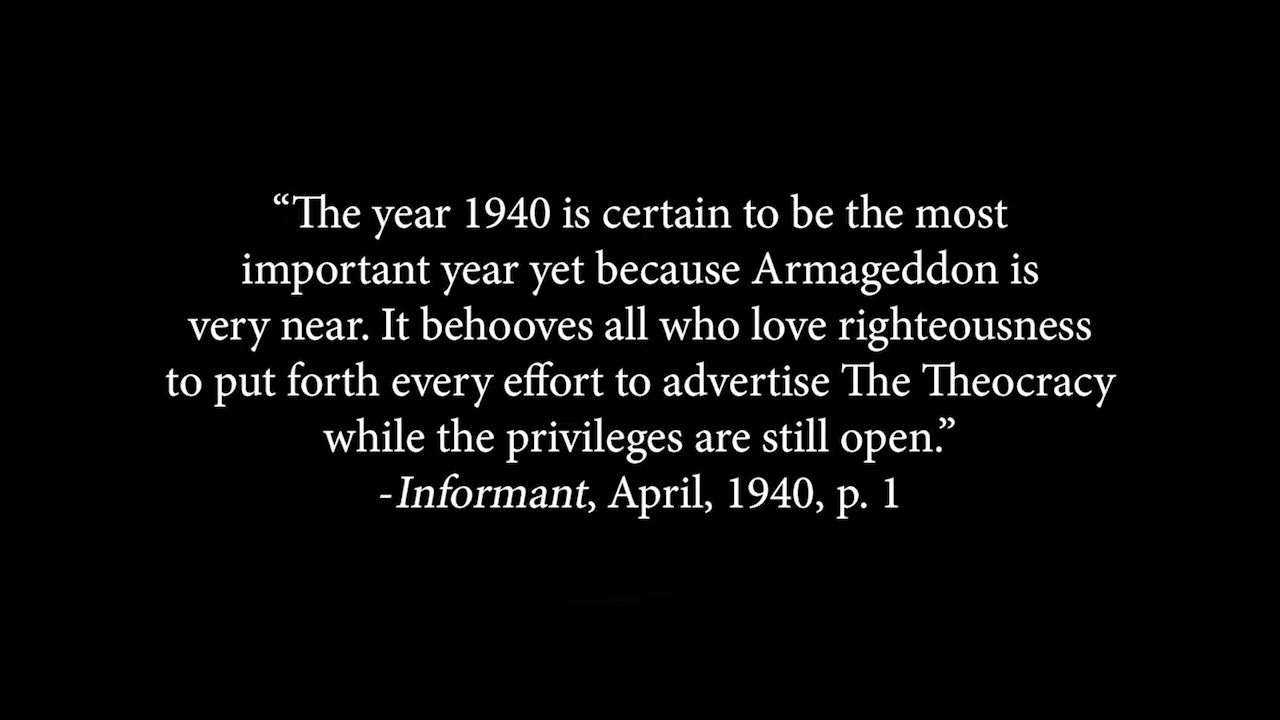 “The year 1940 is certain to be the most
important year yet because Armageddon is
very near. It behooves all who love righteousness
to put forth every effort to advertise The Theocracy
while the privileges are still open.”
-Informant, April, 1940, p. 1